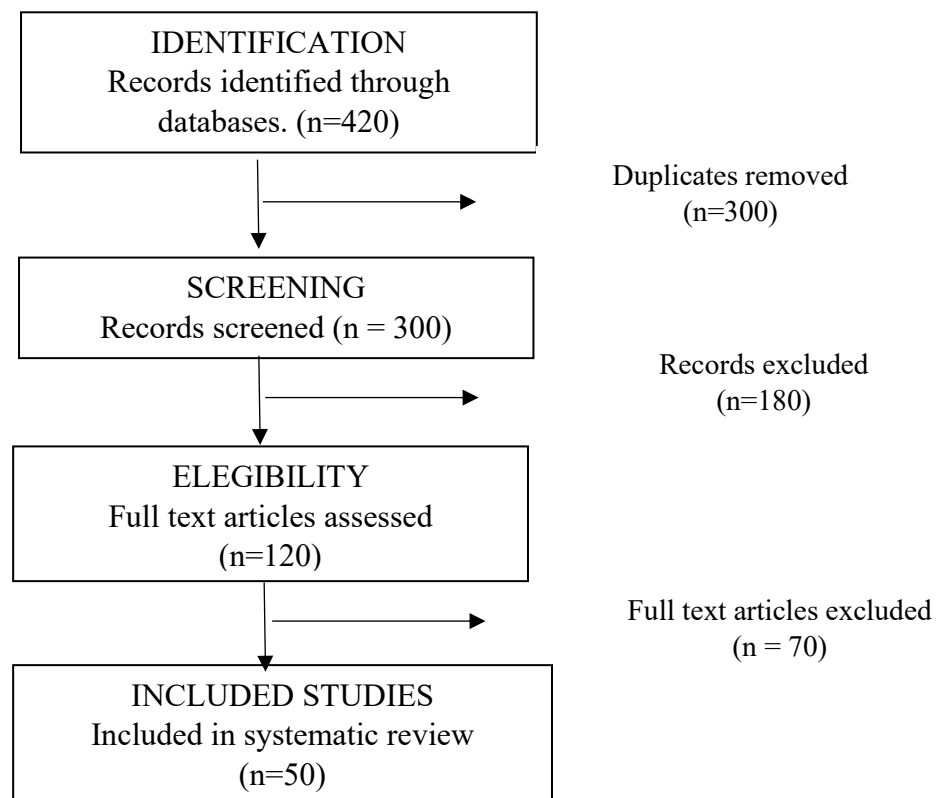 IDENTIFICATION
Records identified through
databases. (n=420)
Duplicates removed
(n=300)
SCREENING
Records screened (n = 300)
Records excluded
(n=180)
ELEGIBILITY
Full text articles assessed
(n=120)
Full text articles excluded
(n = 70)
INCLUDED STUDIES
Included in systematic review
(n=50)